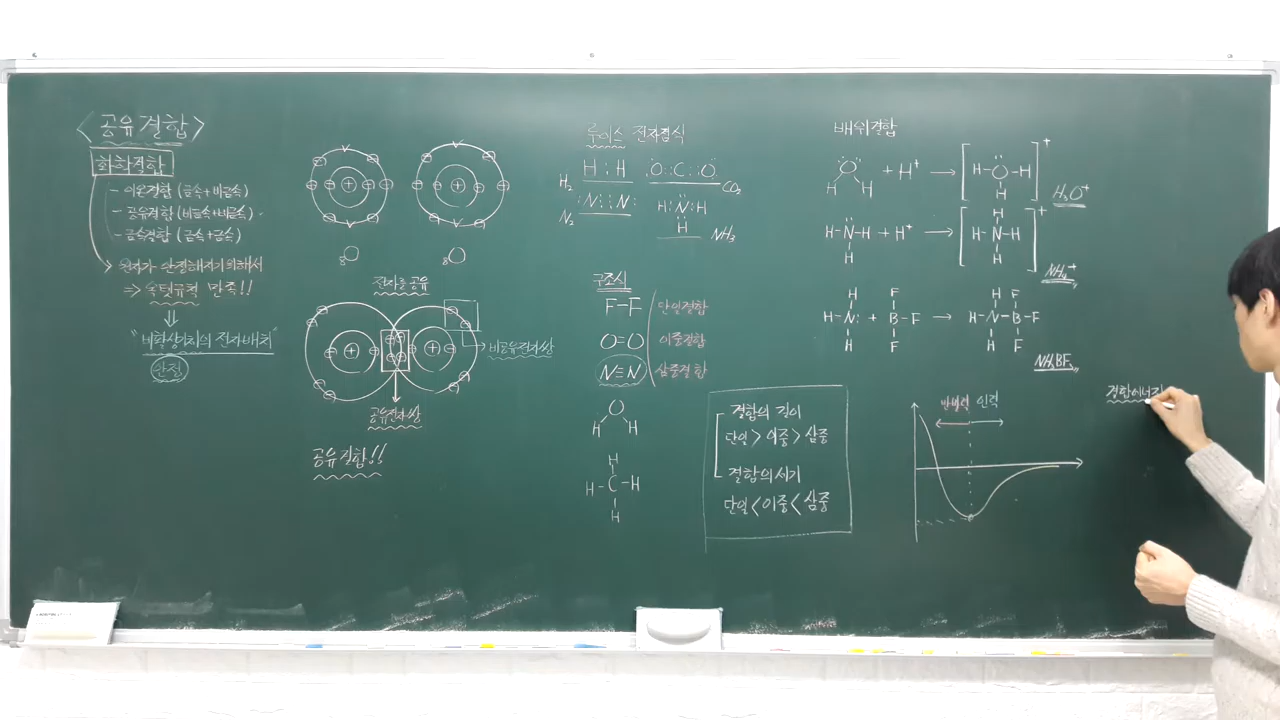 <공유결합>
화학결합
- 이온결합 (금속+비금속)
- 공유결합 (비금속+비금속)
- 금속결합 (금속+금속)
원자가 안정해지기위해서
⇒ 옥텟규칙 만족!!
"비활성기체의 전자배치"
안정
8O
8O
전자를 공유
비공유전자쌍
공유전자쌍
공유결합!!
루이스 전자점식
H : H
H₂
:O::C::O:
CO₂
:N:::N:
N₂
H:N:H
H
NH₃
구조식
F-F 단일결합
O=O 이중결합
N≡N 삼중결합
O
H H
H
H-C-H
H
결합의 길이
단일 > 이중 > 삼중
결합의세기
단일 < 이중 < 삼중
배위결합
O
H H
+ H⁺ → [H-O-H]⁺
H
H₃O⁺
H
H-N-H + H⁺ → [H-N-H]⁺
H H
NH₄⁺
H F H F
H-N: + B-F → H-N-B-F
H F H F
NH₃BF₃
반발력 인력
결합에너지